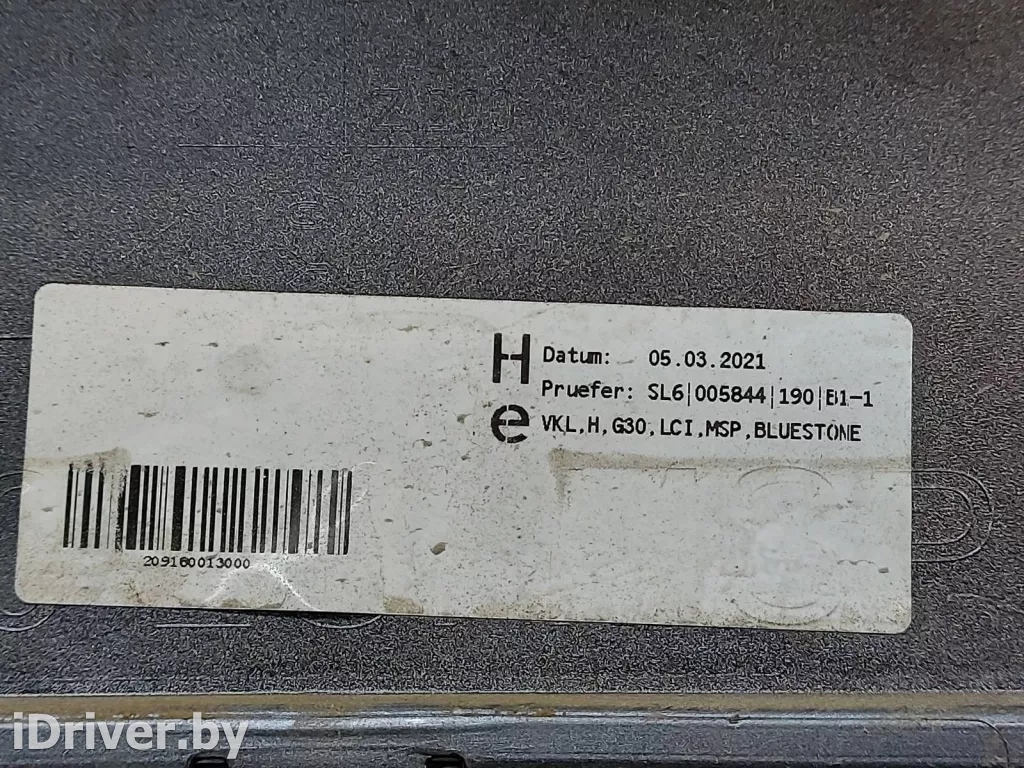 H Datum: 05.03.2021
Pruefer: SL6|005844|190|B1-1
e VKL,H,G30,LCI,MSP,BLUESTONE
209160013000
iDriver.by